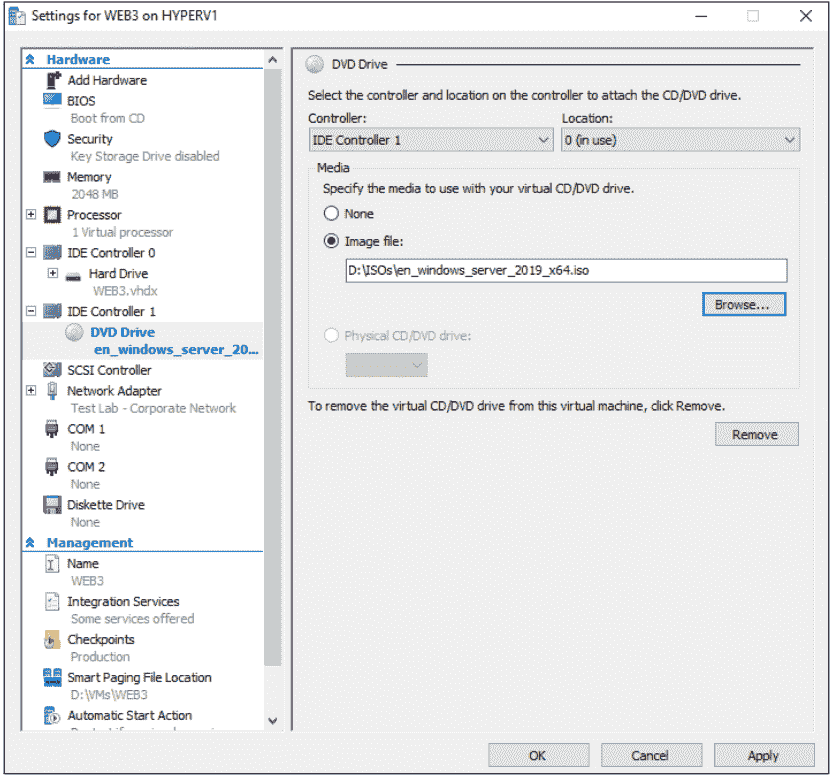 Settings for WEB3 on HYPERV1
Hardware
Add Hardware
BIOS
Boot from CD
Security
Key Storage Drive disabled
Memory
2048 MB
Processor
1 Virtual processor
IDE Controller 0
Hard Drive
WEB3.vhdx
IDE Controller 1
DVD Drive
en_windows_server_20...
SCSI Controller
Network Adapter
Test Lab - Corporate Network
COM 1
None
COM 2
None
Diskette Drive
None
Management
Name
WEB3
Integration Services
Some services offered
Checkpoints
Production
Smart Paging File Location
D:\VMs\WEB3
Automatic Start Action
DVD Drive
Select the controller and location on the controller to attach the CD/DVD drive.
Controller: Location:
IDE Controller 1 0 (in use)
Media
Specify the media to use with your virtual CD/DVD drive.
None
Image file:
D:\ISOs\en_windows_server_2019_x64.iso
Browse...
Physical CD/DVD drive:
To remove the virtual CD/DVD drive from this virtual machine, click Remove.
Remove
OK Cancel Apply